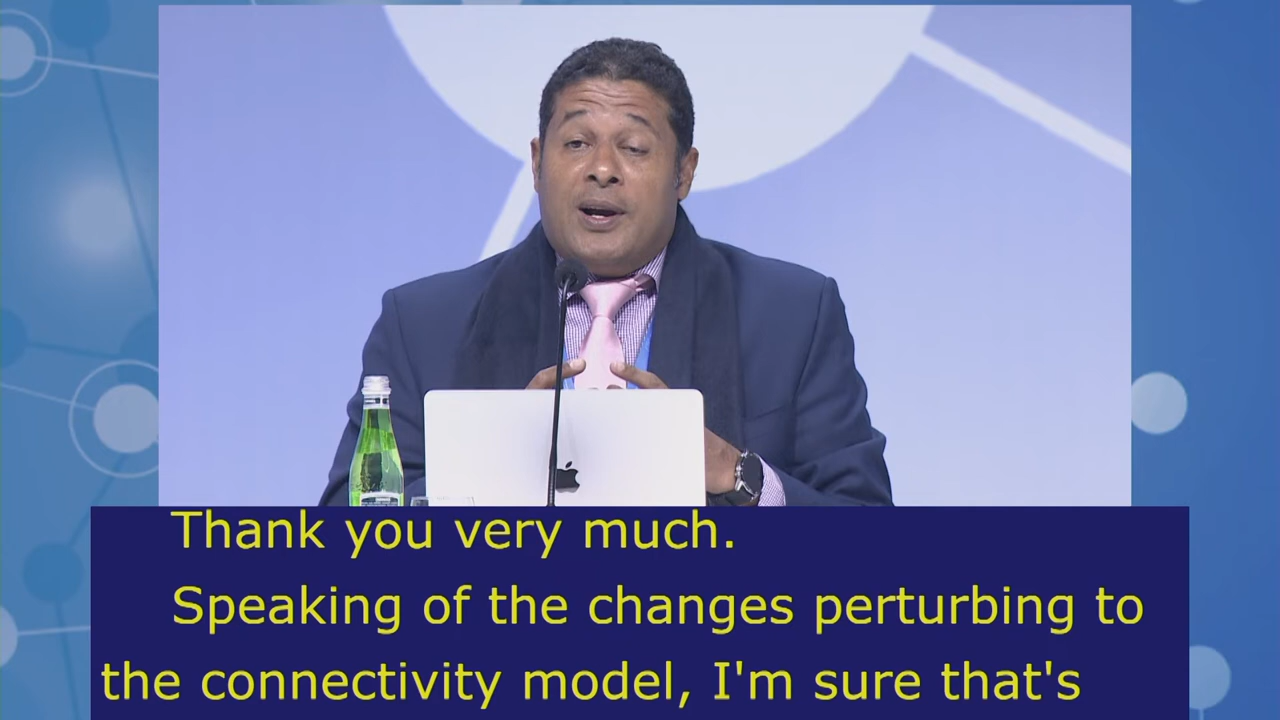 Thank you very much.
Speaking of the changes perturbing to
the connectivity model, I'm sure that's